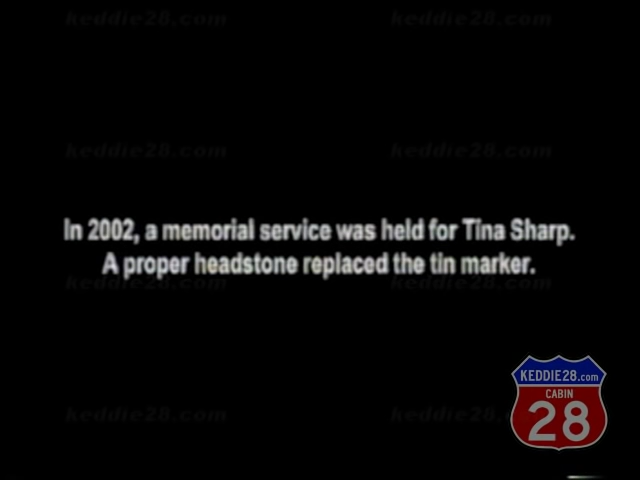 keddie28.com keddie28.com
keddie28.com keddie28.com
In 2002, a memorial service was held for Tina Sharp.
A proper headstone replaced the tin marker.
keddie28.com keddie28.com
KEDDIE28.com
CABIN
28
keddie28.com keddie28.com